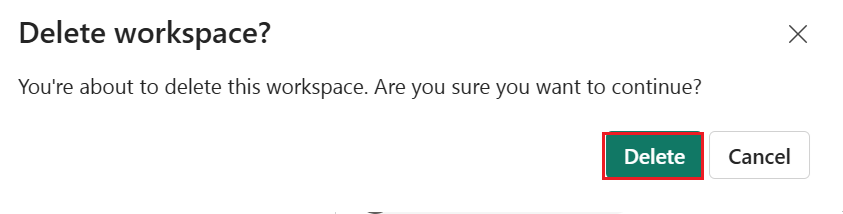 Delete workspace?
You're about to delete this workspace. Are you sure you want to continue?
Delete Cancel